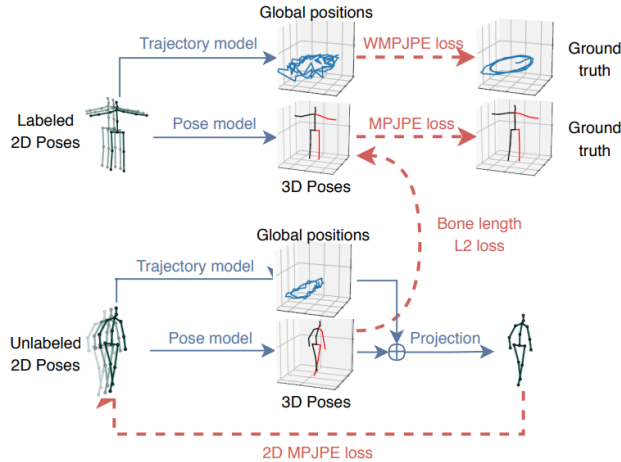 Global positions
Trajectory model
WMPJPE loss
Ground
truth
Labeled
2D Poses
Pose model
MPJPE loss
Ground
truth
3D Poses
Bone length
L2 loss
Global positions
Trajectory model
Unlabeled
2D Poses
Pose model
Projection
3D Poses
2D MPJPE loss